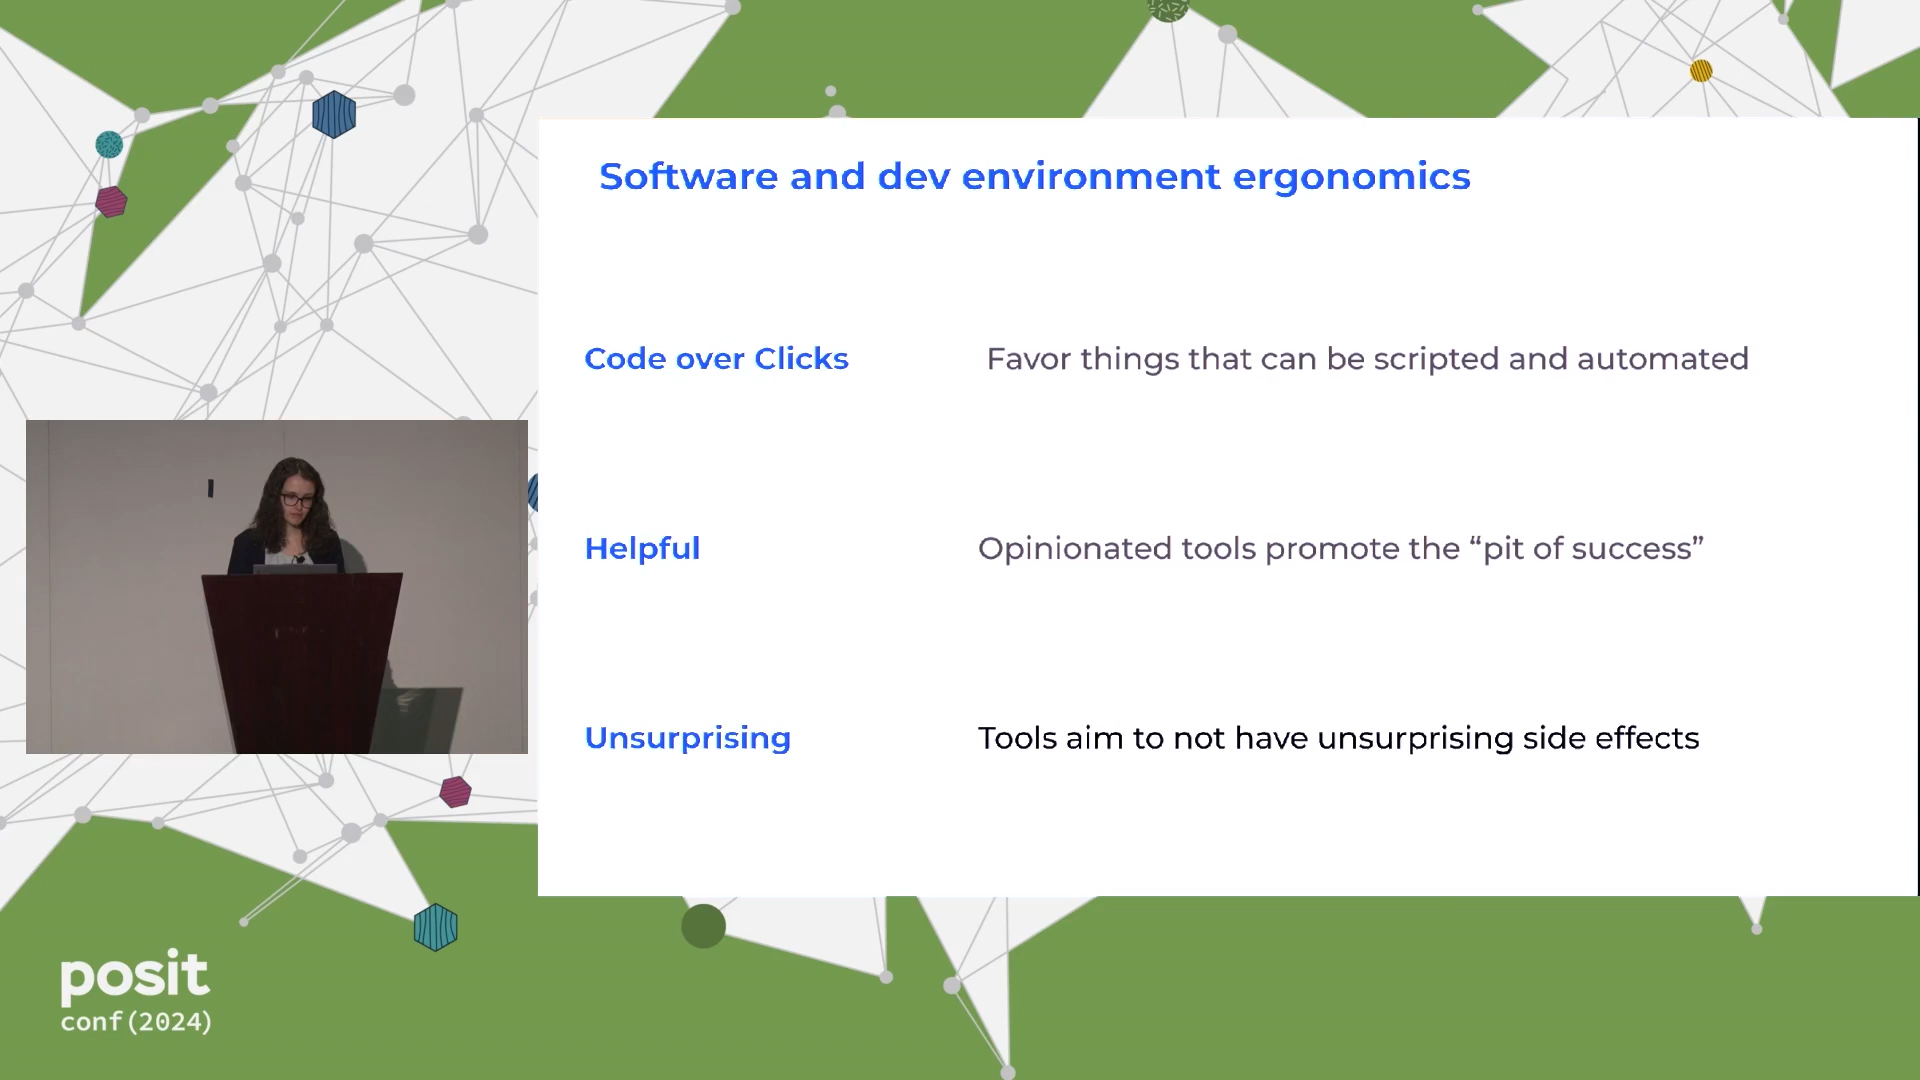 Software and dev environment ergonomics
Code over Clicks
Favor things that can be scripted and automated
Helpful
Opinionated tools promote the “pit of success”
Unsurprising
Tools aim to not have unsurprising side effects
posit
conf(2024)